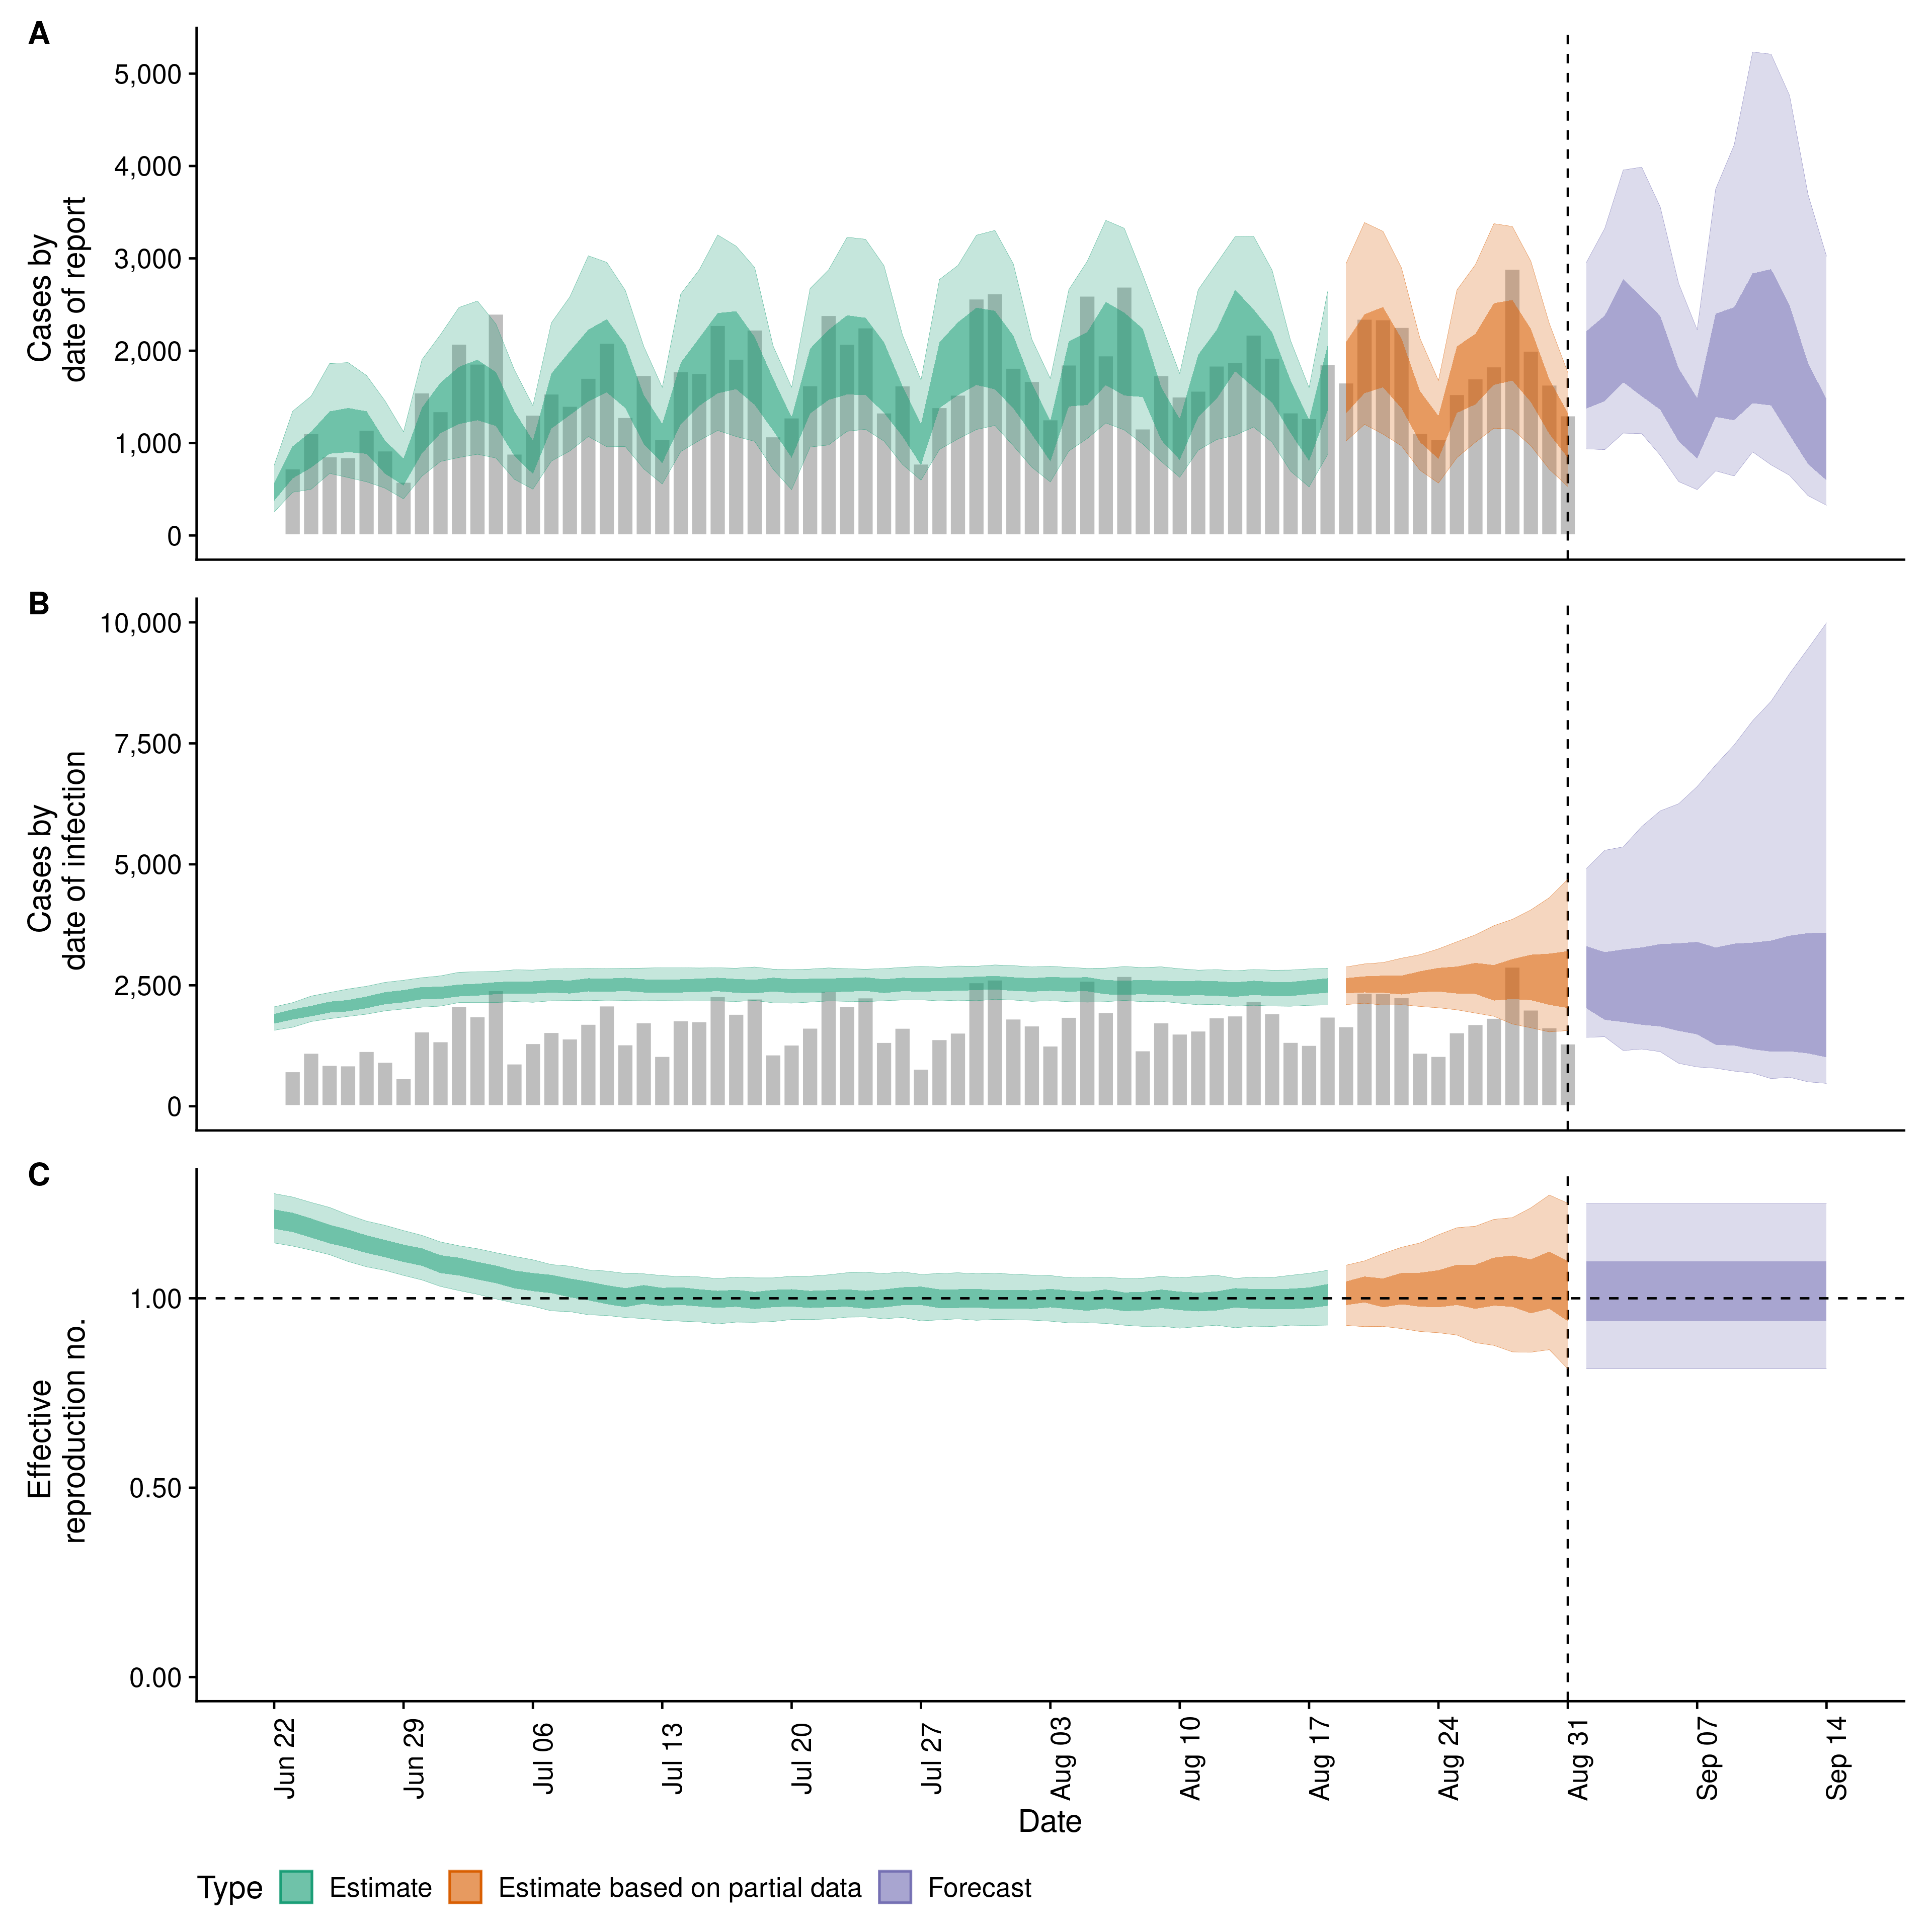 A
5,000
4,000
3,000
2,000
1,000
0
Cases by
date of report
B
10,000
7,500
5,000
2,500
0
Cases by
date of infection
C
1.00
0.50
0.00
Effective
reproduction no.
Jun 22
Jun 29
Jul 06
Jul 13
Jul 20
Jul 27
Aug 03
Aug 10
Aug 17
Aug 24
Aug 31
Sep 07
Sep 14
Date
Type Estimate Estimate based on partial data Forecast